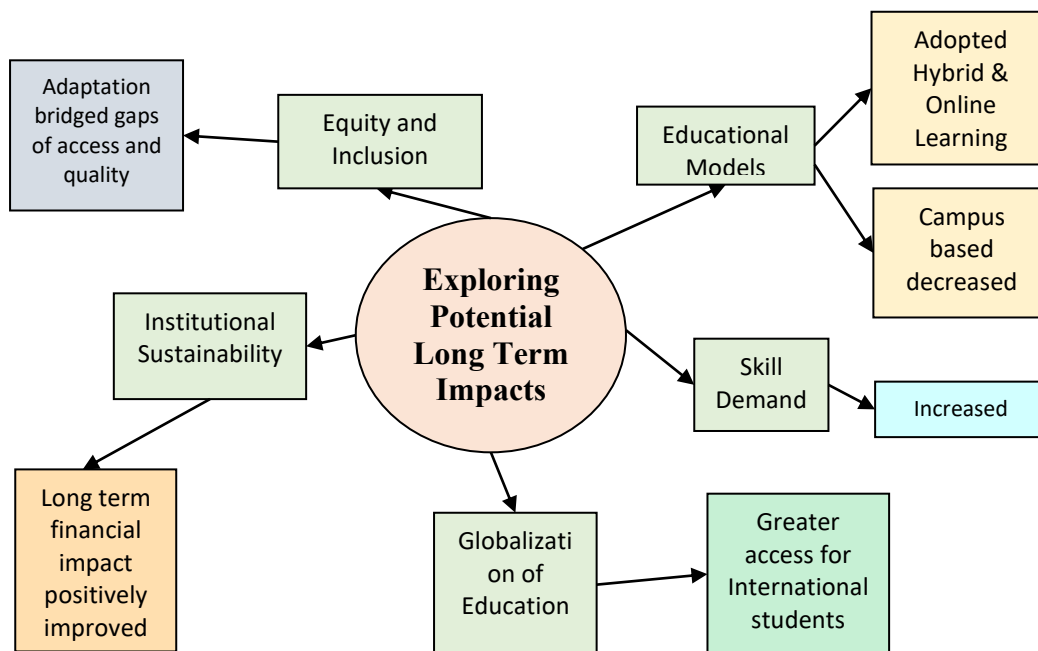 Adaptation
bridged gaps
of access and
quality
Equity and
Inclusion
Educational
Models
Adopted
Hybrid &
Online
Learning
Campus
based
decreased
Exploring
Potential
Long Term
Impacts
Institutional
Sustainability
Skill
Demand
Increased
Long term
financial
impact
positively
improved
Globalizati
on of
Education
Greater
access for
International
students